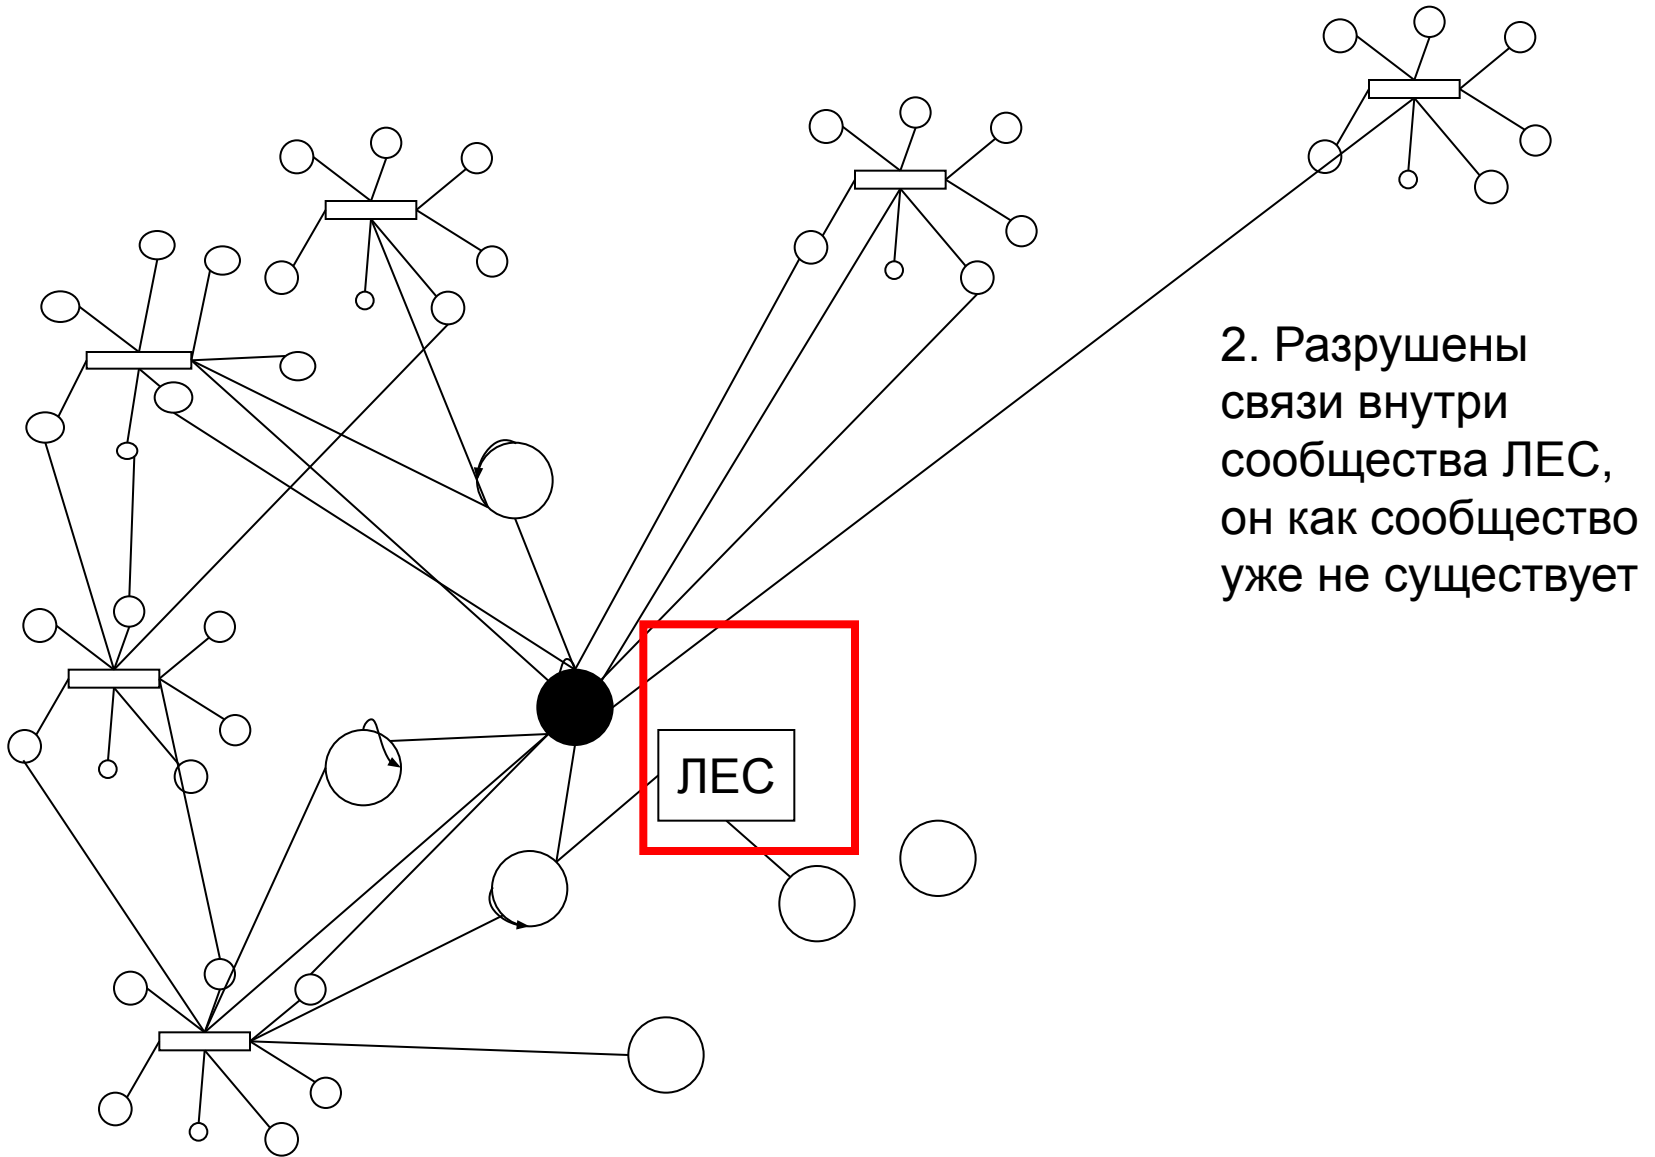 2. Разрушены
связи внутри
сообщества ЛЕС,
он как сообщество
уже не существует
ЛЕС